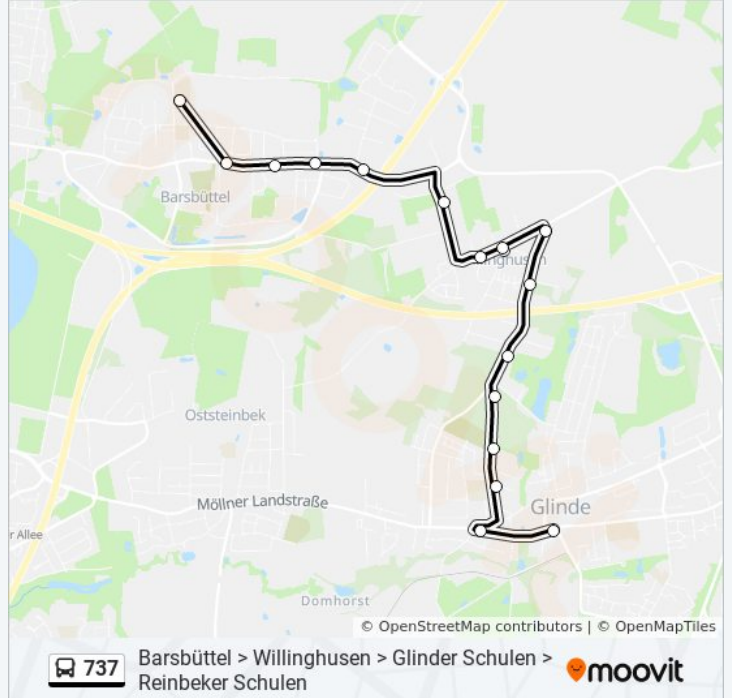 Barsbüttel
Oststeinbek
Möllner Landstraße
Glinde
r Allee
Domhorst
© OpenStreetMap contributors | © OpenMapTiles
737
Barsbüttel > Willinghusen > Glinder Schulen >
Reinbeker Schulen
moovit